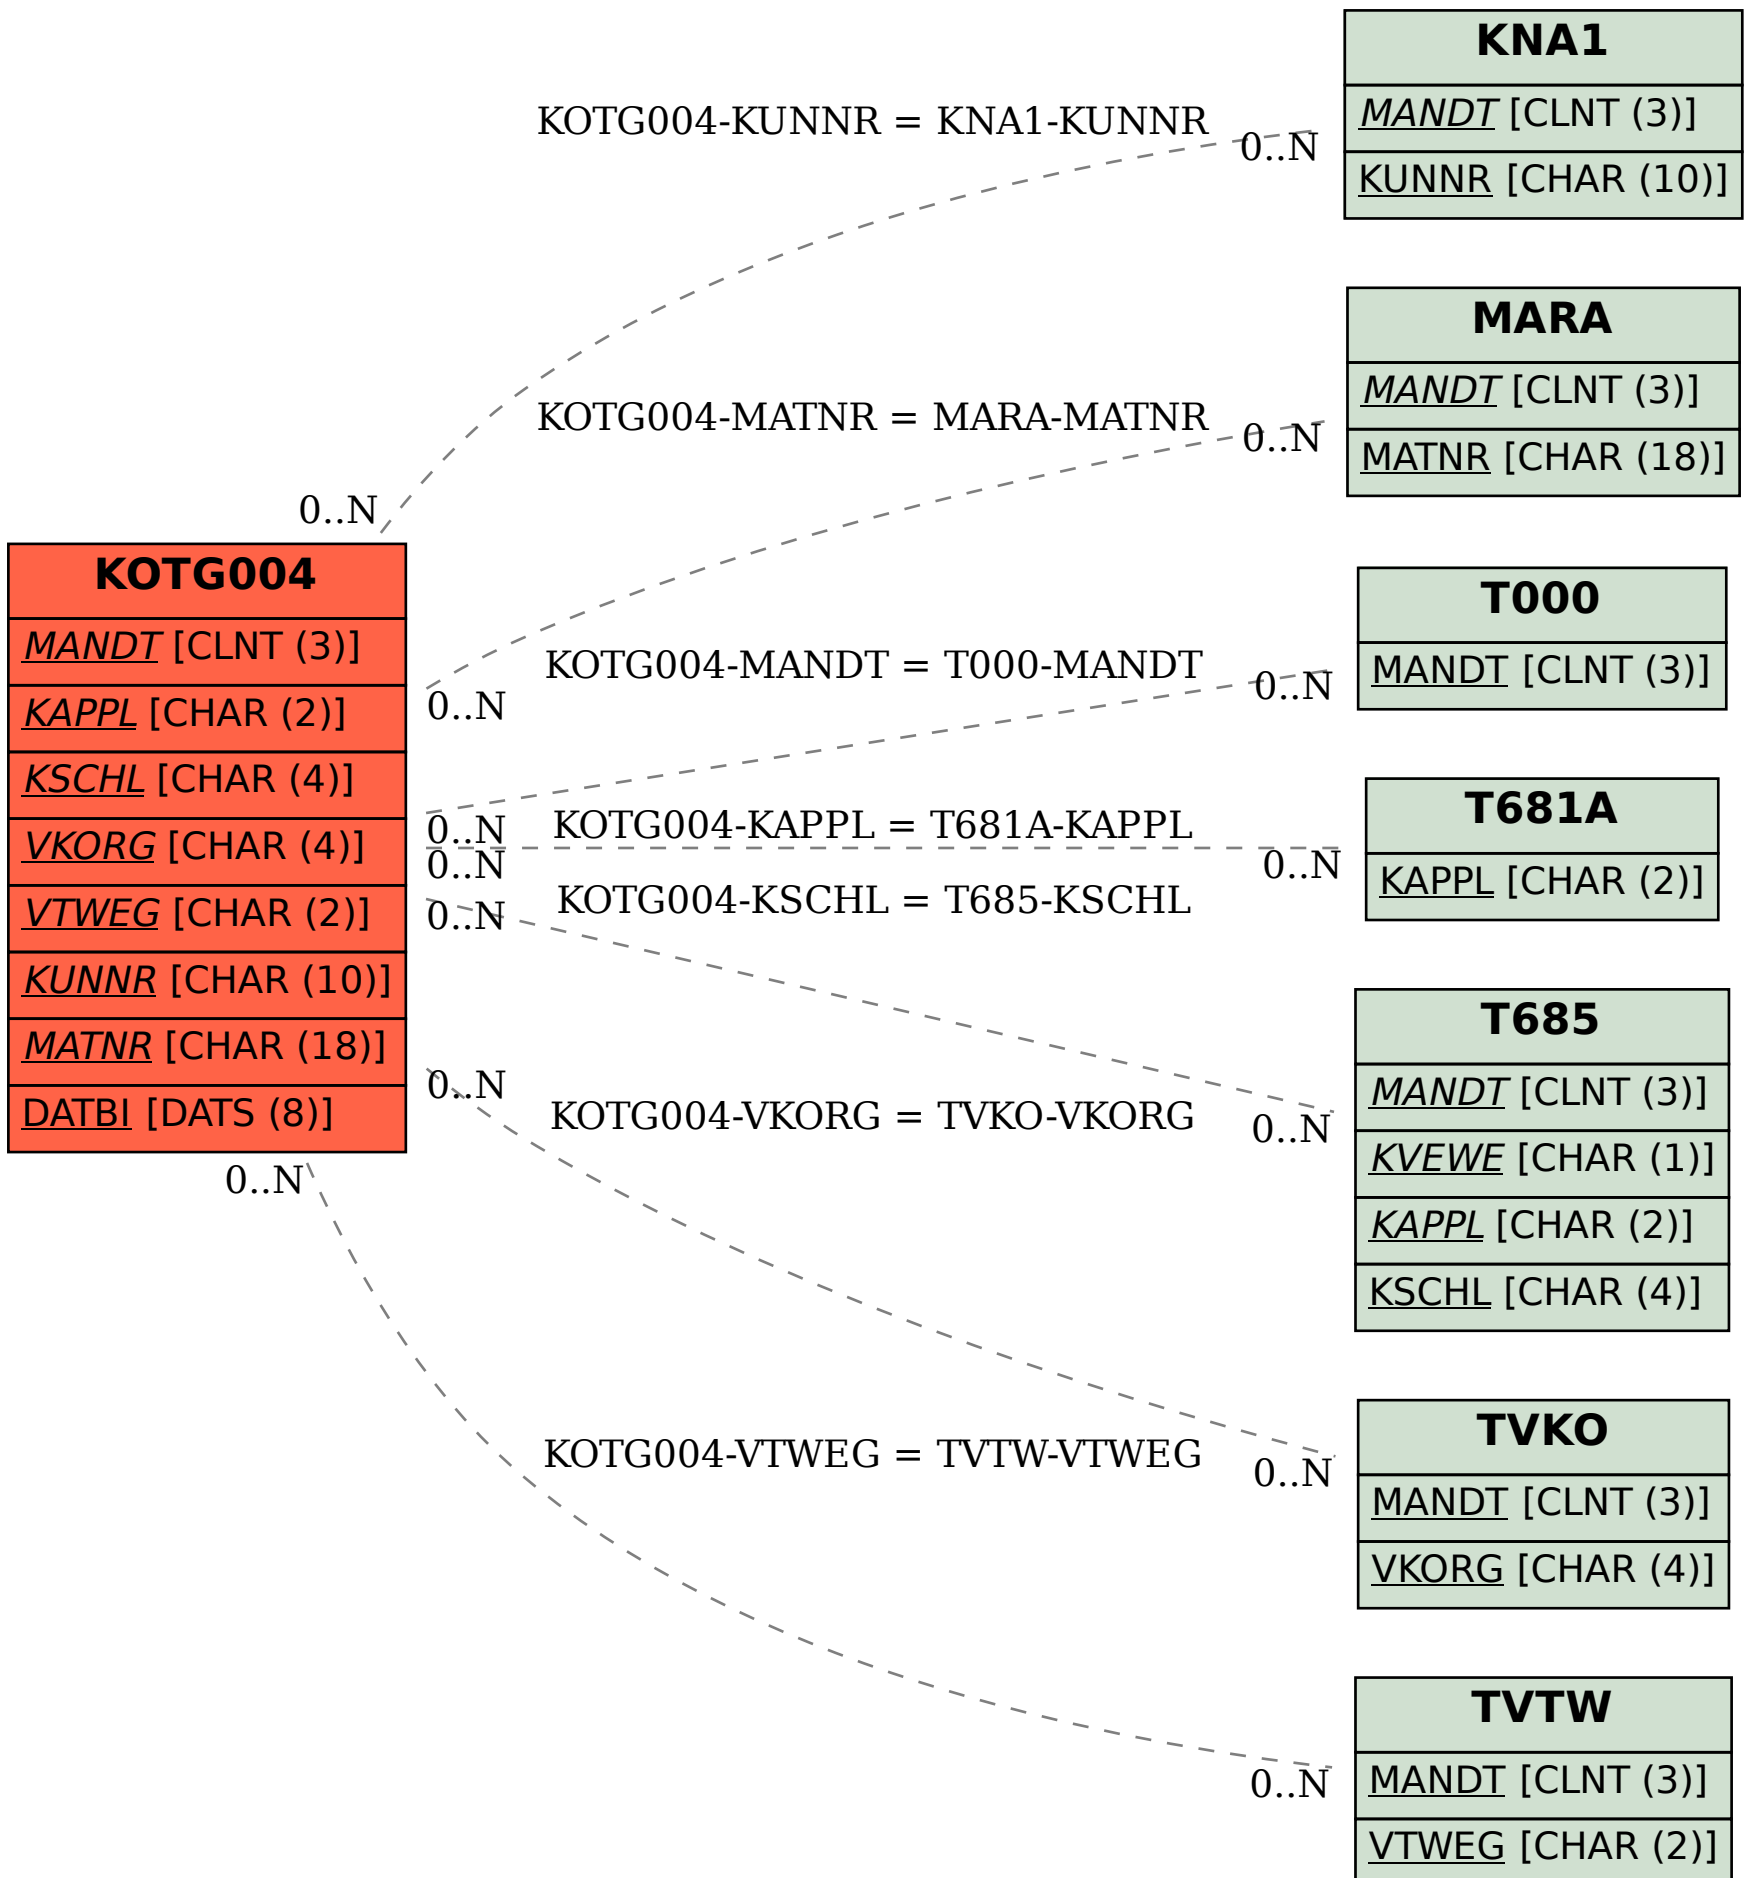 KNA1
MANDT [CLNT (3)]
KUNNR [CHAR (10)]
KOTG004-KUNNR = KNA1-KUNNR
0..N
0..N
MARA
MANDT [CLNT (3)]
MATNR [CHAR (18)]
KOTG004-MATNR = MARA-MATNR
0..N
0..N
KOTG004
MANDT [CLNT (3)]
KAPPL [CHAR (2)]
KSCHL [CHAR (4)]
VKORG [CHAR (4)]
VTWEG [CHAR (2)]
KUNNR [CHAR (10)]
MATNR [CHAR (18)]
DATBI [DATS (8)]
T000
MANDT [CLNT (3)]
KOTG004-MANDT = T000-MANDT
0..N
0..N
T681A
KAPPL [CHAR (2)]
KOTG004-KAPPL = T681A-KAPPL
0..N
0..N
T685
MANDT [CLNT (3)]
KVEWE [CHAR (1)]
KAPPL [CHAR (2)]
KSCHL [CHAR (4)]
KOTG004-KSCHL = T685-KSCHL
0..N
0..N
TVKO
MANDT [CLNT (3)]
VKORG [CHAR (4)]
KOTG004-VKORG = TVKO-VKORG
0..N
0..N
TVTW
MANDT [CLNT (3)]
VTWEG [CHAR (2)]
KOTG004-VTWEG = TVTW-VTWEG
0..N
0..N